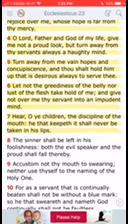 Ecclesiasticus 23
rejoice over me, whose hope is far from
thy mercy.
4 O Lord, Father and God of my life, give
me not a proud look, but turn away from
thy servants always a haughty mind.
5 Turn away from me vain hopes and
concupiscence, and thou shalt hold him
up that is desirous always to serve thee.
6 Let not the greediness of the belly nor
lust of the flesh take hold of me; and give
not over me thy servant into an impudent
mind.
7 Hear, O ye children, the discipline of the
mouth: he that keepeth it shall never be
taken in his lips.
8 The sinner shall be left in his
foolishness: both the evil speaker and the
proud shall fall thereby.
9 Accustom not thy mouth to swearing;
neither use thyself to the naming of the
Holy One.
10 For as a servant that is continually
beaten shall not be without a blue mark:
so he that sweareth and nameth God
continually shall not be faultless
Please help